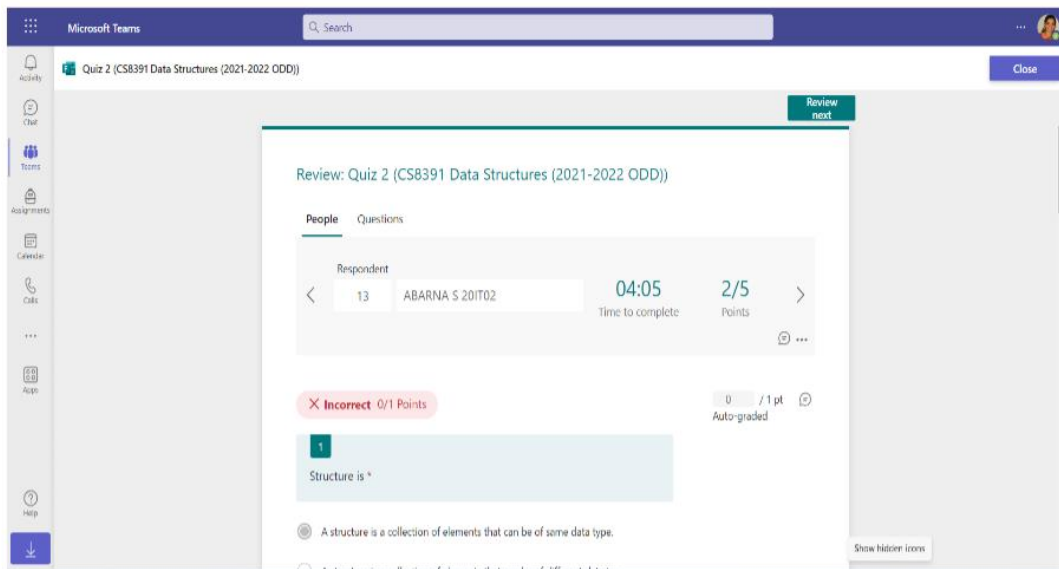 Microsoft Teams
Search
Activity
Chat
Teams
Assignments
Calendar
Calls
Apps
Help
Quiz 2 (CS8391 Data Structures (2021-2022 ODD))
Close
Review next
Review: Quiz 2 (CS8391 Data Structures (2021-2022 ODD))
People Questions
Respondent
13 ABARNA S 20IT02
04:05
Time to complete
2/5
Points
Incorrect 0/1 Points
0 / 1 pt
Auto-graded
1
Structure is *
A structure is a collection of elements that can be of same data type.
Show hidden icons